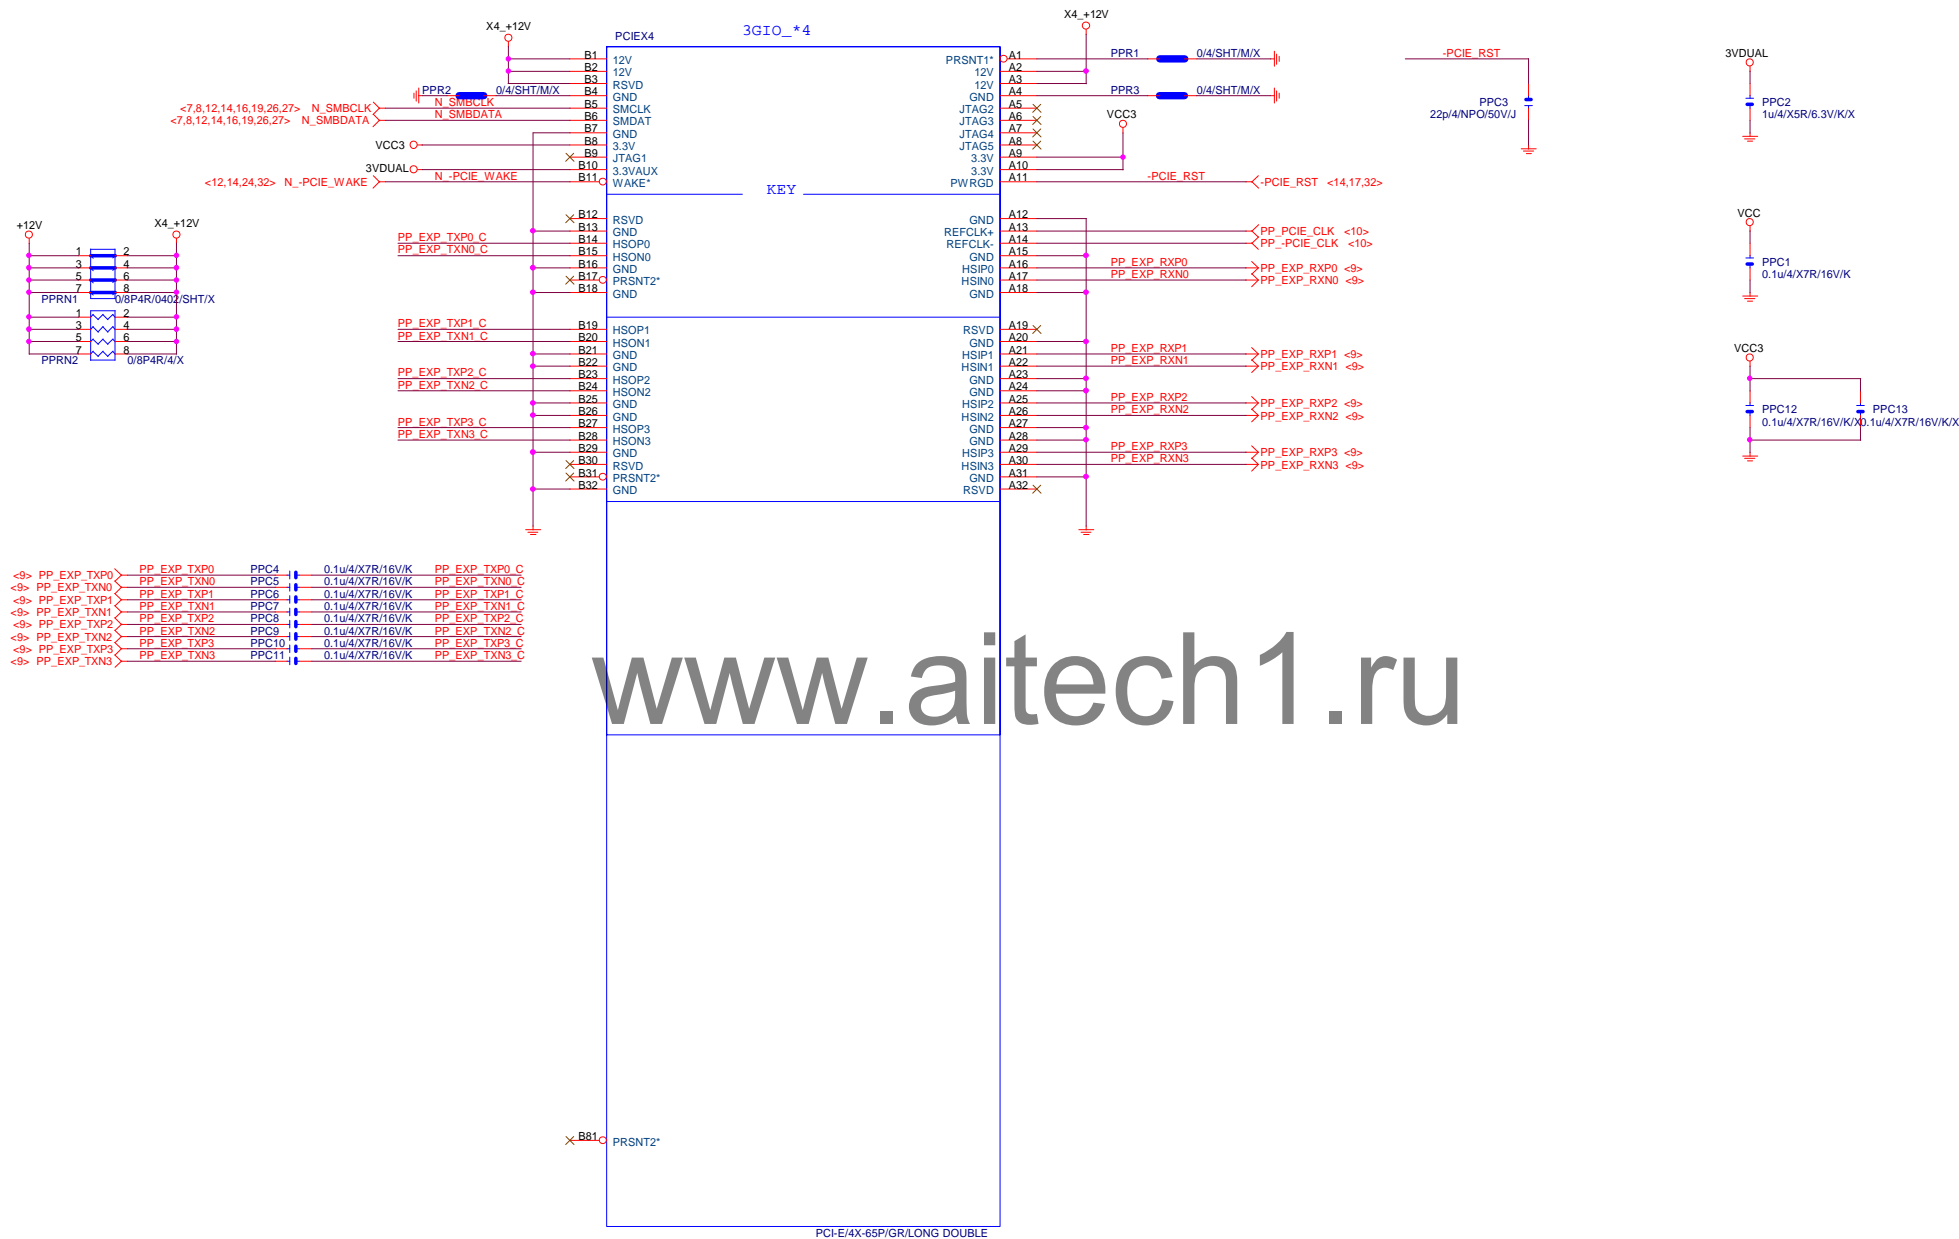 X4_+12V
PCIEX4
3GIO_*4
X4_+12V
B1 12V
B2 12V
B3 RSVD
PPR2 0/4/SHT/M/X B4 GND
<7,8,12,14,16,19,26,27> N_SMBCLK N_SMBCLK B5 SMCLK
<7,8,12,14,16,19,26,27> N_SMBDATA N_SMBDATA B6 SMDAT
B7 GND
VCC3 B8 3.3V
B9 JTAG1
3VDUAL B10 3.3VAUX
<12,14,24,32> N_-PCIE_WAKE N_-PCIE_WAKE B11 WAKE*
PRSNT1* A1 PPR1 0/4/SHT/M/X
12V A2
12V A3
GND A4 PPR3 0/4/SHT/M/X
JTAG2 A5
JTAG3 A6
JTAG4 A7
JTAG5 A8
VCC3
3.3V A9
3.3V A10
PWRGD A11 -PCIE_RST -PCIE_RST <14,17,32>
KEY
B12 RSVD
B13 GND
PP_EXP_TXP0_C B14 HSOP0
PP_EXP_TXN0_C B15 HSON0
B16 GND
B17 PRSNT2*
B18 GND
GND A12
REFCLK+ A13 PP_PCIE_CLK <10>
REFCLK- A14 PP_-PCIE_CLK <10>
GND A15
HSIP0 A16 PP_EXP_RXP0 PP_EXP_RXP0 <9>
HSIN0 A17 PP_EXP_RXN0 PP_EXP_RXN0 <9>
GND A18
PP_EXP_TXP1_C B19 HSOP1
PP_EXP_TXN1_C B20 HSON1
B21 GND
B22 GND
PP_EXP_TXP2_C B23 HSOP2
PP_EXP_TXN2_C B24 HSON2
B25 GND
B26 GND
PP_EXP_TXP3_C B27 HSOP3
PP_EXP_TXN3_C B28 HSON3
B29 GND
B30 RSVD
B31 PRSNT2*
B32 GND
RSVD A19
GND A20
HSIP1 A21 PP_EXP_RXP1 PP_EXP_RXP1 <9>
HSIN1 A22 PP_EXP_RXN1 PP_EXP_RXN1 <9>
GND A23
GND A24
HSIP2 A25 PP_EXP_RXP2 PP_EXP_RXP2 <9>
HSIN2 A26 PP_EXP_RXN2 PP_EXP_RXN2 <9>
GND A27
GND A28
HSIP3 A29 PP_EXP_RXP3 PP_EXP_RXP3 <9>
HSIN3 A30 PP_EXP_RXN3 PP_EXP_RXN3 <9>
GND A31
RSVD A32
B81 PRSNT2*
PCI-E/4X-65P/GR/LONG DOUBLE
+12V X4_+12V
1 2
3 4
5 6
7 8
PPRN1 0/8P4R/0402/SHT/X
1 2
3 4
5 6
7 8
PPRN2 0/8P4R/4/X
<9> PP_EXP_TXP0 PP_EXP_TXP0 PPC4 0.1u/4/X7R/16V/K PP_EXP_TXP0_C
<9> PP_EXP_TXN0 PP_EXP_TXN0 PPC5 0.1u/4/X7R/16V/K PP_EXP_TXN0_C
<9> PP_EXP_TXP1 PP_EXP_TXP1 PPC6 0.1u/4/X7R/16V/K PP_EXP_TXP1_C
<9> PP_EXP_TXN1 PP_EXP_TXN1 PPC7 0.1u/4/X7R/16V/K PP_EXP_TXN1_C
<9> PP_EXP_TXP2 PP_EXP_TXP2 PPC8 0.1u/4/X7R/16V/K PP_EXP_TXP2_C
<9> PP_EXP_TXN2 PP_EXP_TXN2 PPC9 0.1u/4/X7R/16V/K PP_EXP_TXN2_C
<9> PP_EXP_TXP3 PP_EXP_TXP3 PPC10 0.1u/4/X7R/16V/K PP_EXP_TXP3_C
<9> PP_EXP_TXN3 PP_EXP_TXN3 PPC11 0.1u/4/X7R/16V/K PP_EXP_TXN3_C
-PCIE_RST
PPC3
22p/4/NPO/50V/J
3VDUAL
PPC2
1u/4/X5R/6.3V/K/X
VCC
PPC1
0.1u/4/X7R/16V/K
VCC3
PPC12 PPC13
0.1u/4/X7R/16V/K/X 0.1u/4/X7R/16V/K/X
www.aitech1.ru